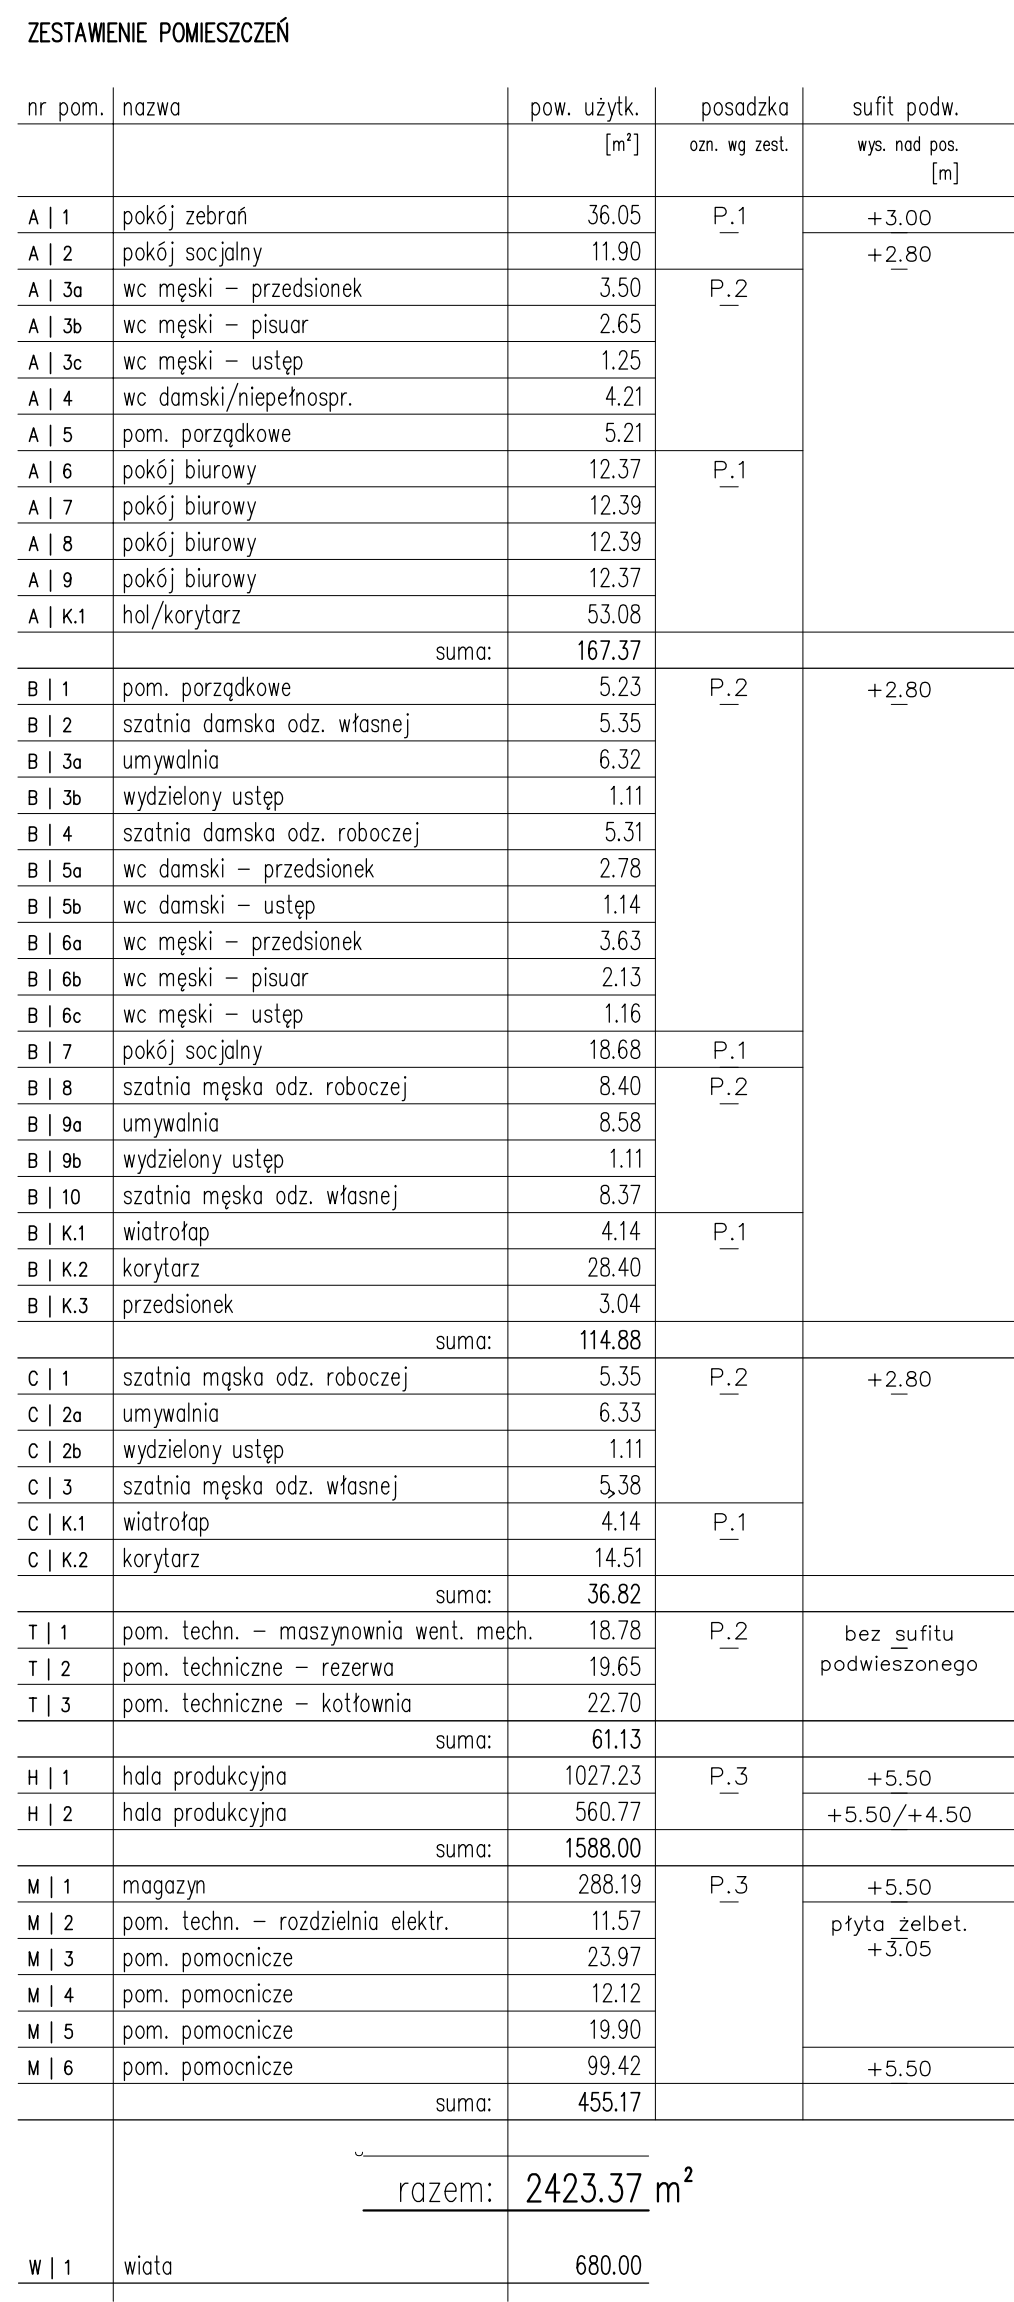 ZESTAWIENIE POMIESZCZEŃ
nr pom. nazwa pow. użytk. posadzka sufit podw.
[m²] ozn. wg zest. wys. nad pos.
[m]
A | 1 pokój zebrań 36.05 P.1 +3.00
A | 2 pokój socjalny 11.90 +2.80
A | 3a wc męski – przedsionek 3.50 P.2
A | 3b wc męski – pisuar 2.65
A | 3c wc męski – ustęp 1.25
A | 4 wc damski/niepełnospr. 4.21
A | 5 pom. porządkowe 5.21
A | 6 pokój biurowy 12.37 P.1
A | 7 pokój biurowy 12.39
A | 8 pokój biurowy 12.39
A | 9 pokój biurowy 12.37
A | K.1 hol/korytarz 53.08
suma: 167.37
B | 1 pom. porządkowe 5.23 P.2 +2.80
B | 2 szatnia damska odz. własnej 5.35
B | 3a umywalnia 6.32
B | 3b wydzielony ustęp 1.11
B | 4 szatnia damska odz. roboczej 5.31
B | 5a wc damski – przedsionek 2.78
B | 5b wc damski – ustęp 1.14
B | 6a wc męski – przedsionek 3.63
B | 6b wc męski – pisuar 2.13
B | 6c wc męski – ustęp 1.16
B | 7 pokój socjalny 18.68 P.1
B | 8 szatnia męska odz. roboczej 8.40 P.2
B | 9a umywalnia 8.58
B | 9b wydzielony ustęp 1.11
B | 10 szatnia męska odz. własnej 8.37
B | K.1 wiatrołap 4.14 P.1
B | K.2 korytarz 28.40
B | K.3 przedsionek 3.04
suma: 114.88
C | 1 szatnia mąska odz. roboczej 5.35 P.2 +2.80
C | 2a umywalnia 6.33
C | 2b wydzielony ustęp 1.11
C | 3 szatnia męska odz. własnej 5.38
C | K.1 wiatrołap 4.14 P.1
C | K.2 korytarz 14.51
suma: 36.82
T | 1 pom. techn. – maszynownia went. mech. 18.78 P.2 bez sufitu
T | 2 pom. techniczne – rezerwa 19.65 podwieszonego
T | 3 pom. techniczne – kotłownia 22.70
suma: 61.13
H | 1 hala produkcyjna 1027.23 P.3 +5.50
H | 2 hala produkcyjna 560.77 +5.50/+4.50
suma: 1588.00
M | 1 magazyn 288.19 P.3 +5.50
M | 2 pom. techn. – rozdzielnia elektr. 11.57 płyta żelbet.
M | 3 pom. pomocnicze 23.97 +3.05
M | 4 pom. pomocnicze 12.12
M | 5 pom. pomocnicze 19.90
M | 6 pom. pomocnicze 99.42 +5.50
suma: 455.17
razem: 2423.37 m²
W | 1 wiata 680.00